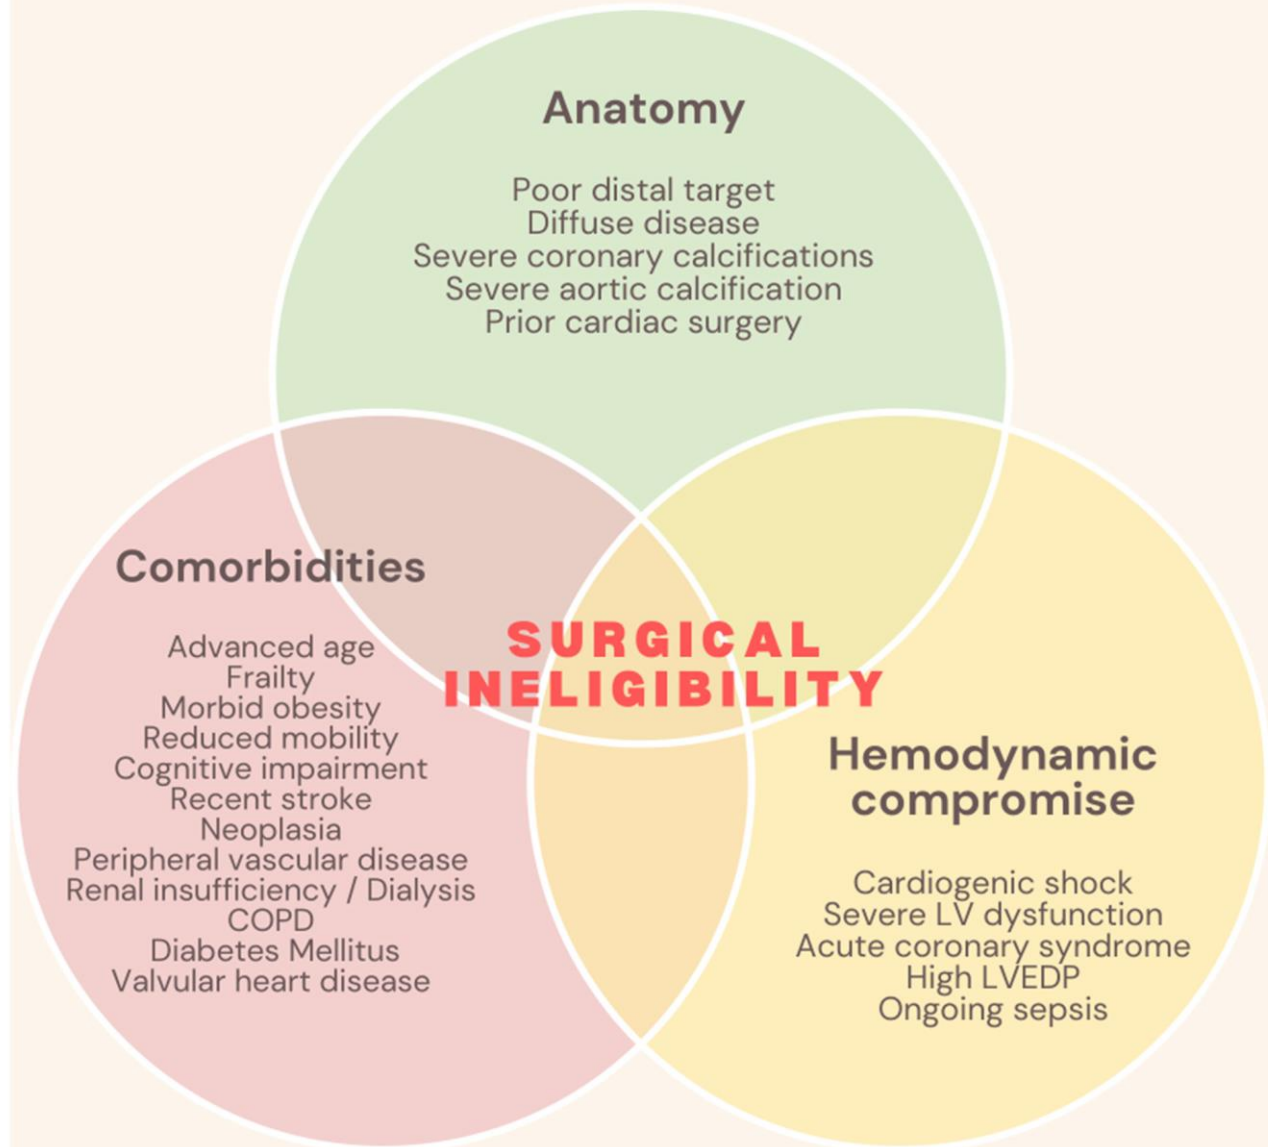 Anatomy
Poor distal target
Diffuse disease
Severe coronary calcifications
Severe aortic calcification
Prior cardiac surgery
Comorbidities
Advanced age
Frailty
Morbid obesity
Reduced mobility
Cognitive impairment
Recent stroke
Neoplasia
Peripheral vascular disease
Renal insufficiency / Dialysis
COPD
Diabetes Mellitus
Valvular heart disease
SURGICAL
INELIGIBILITY
Hemodynamic
compromise
Cardiogenic shock
Severe LV dysfunction
Acute coronary syndrome
High LVEDP
Ongoing sepsis